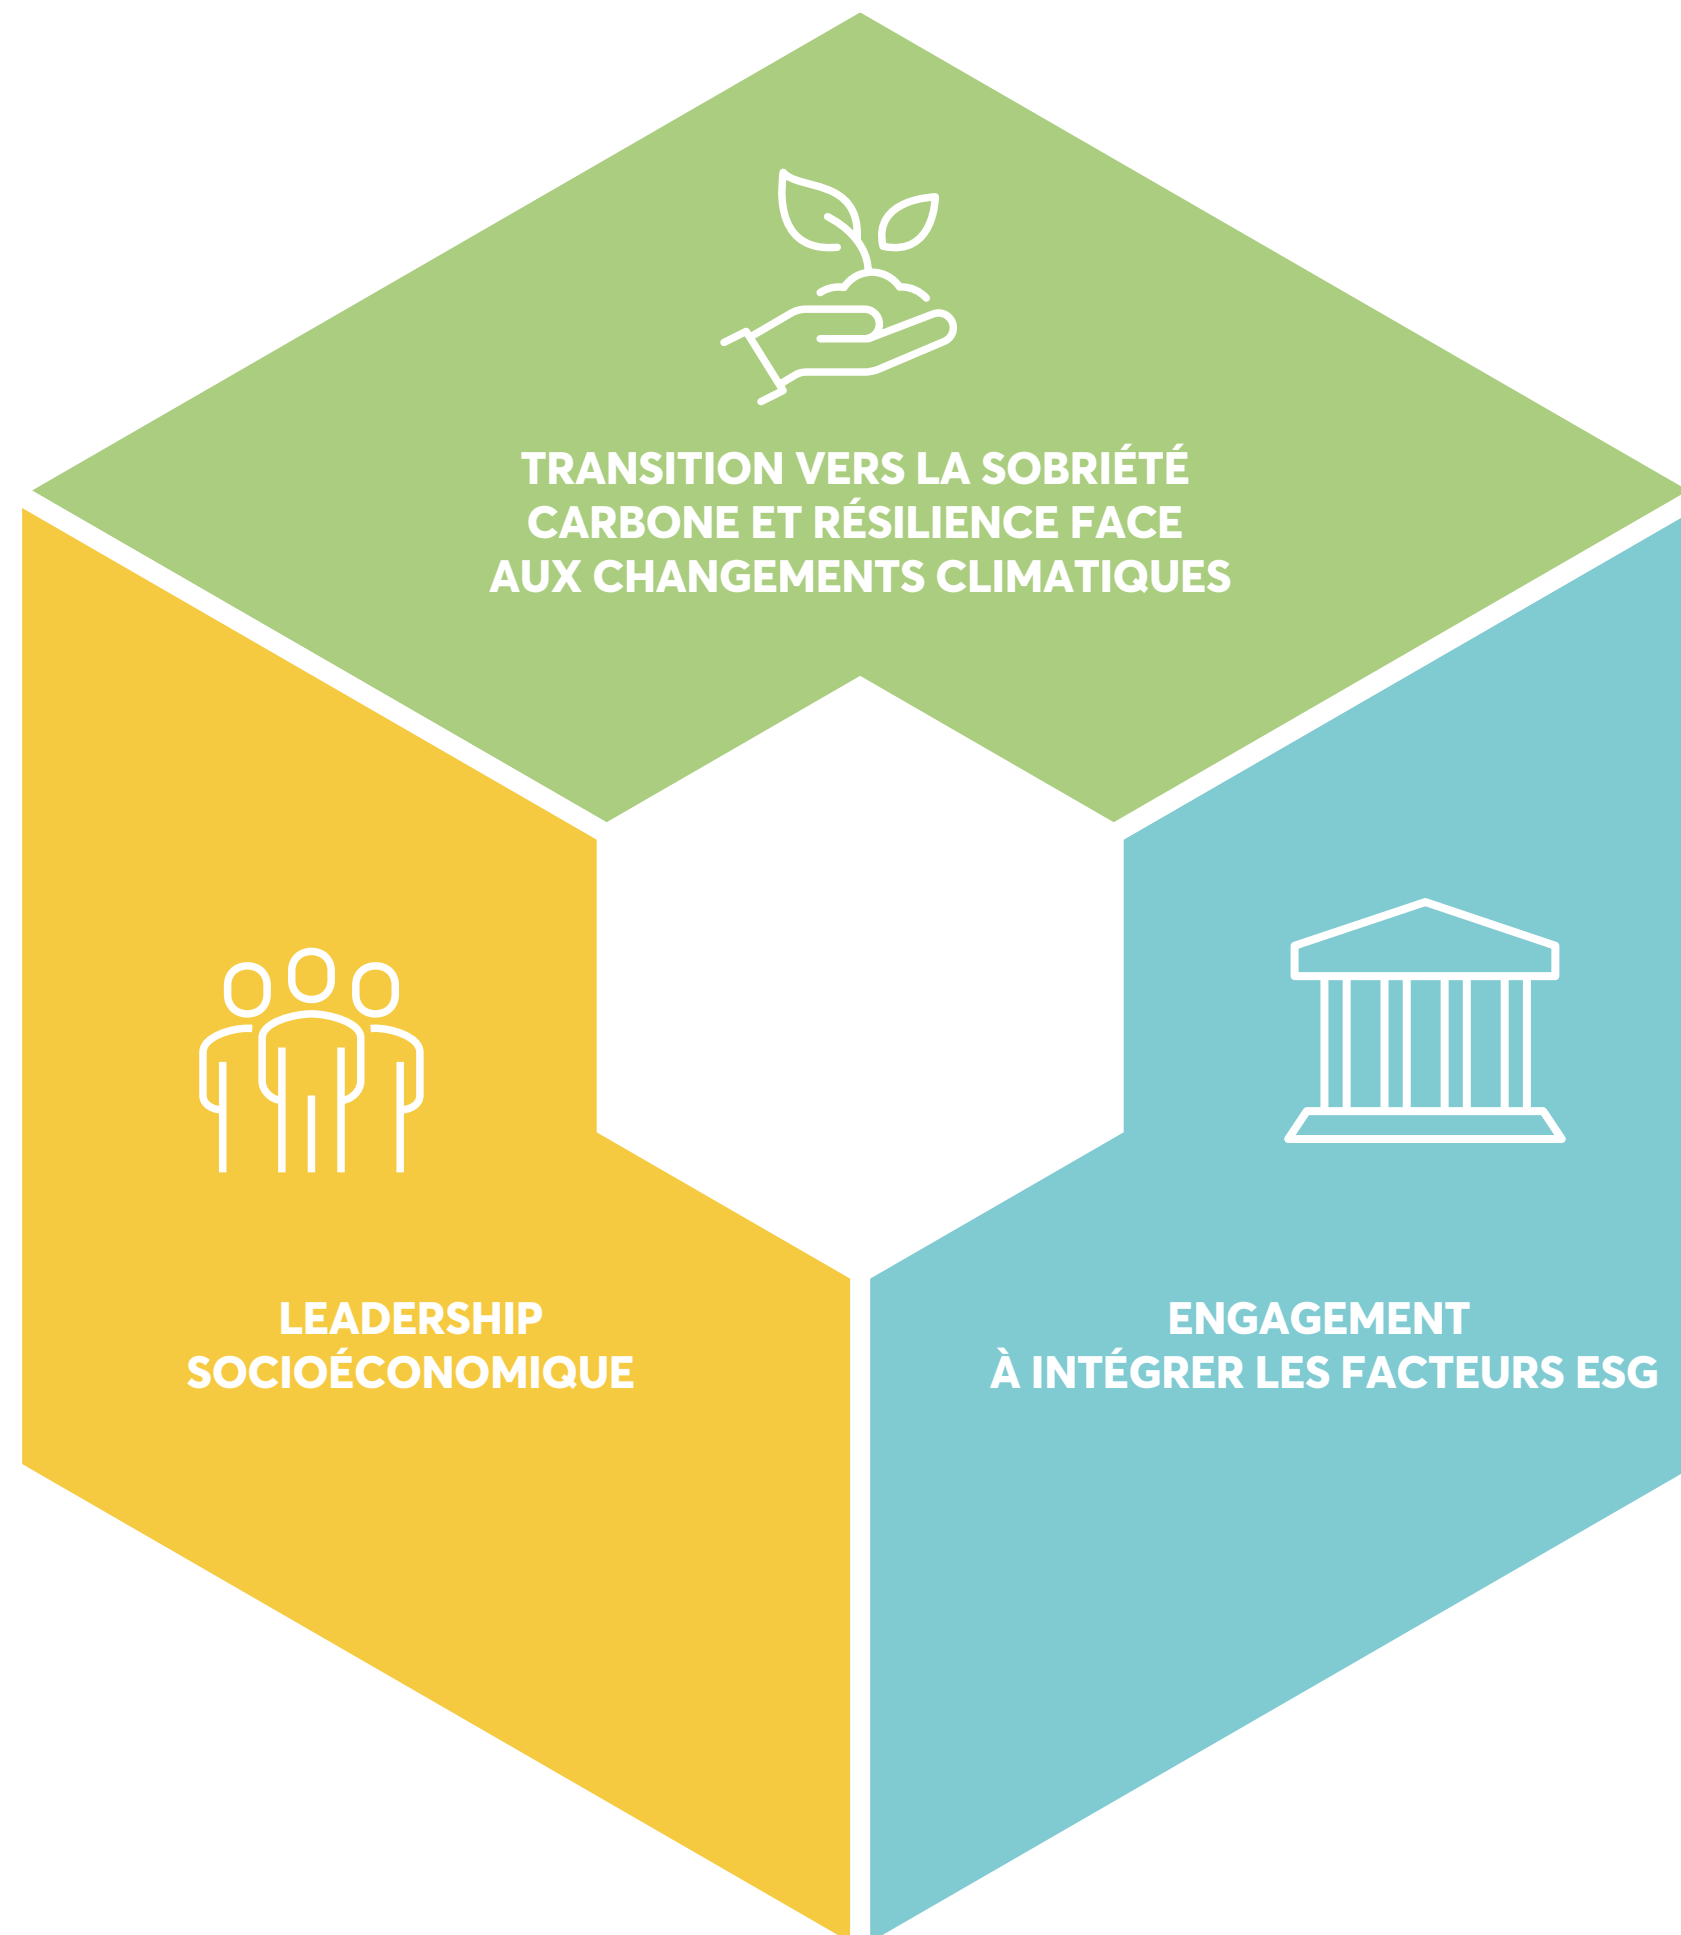 TRANSITION VERS LA SOBRIÉTÉ
CARBONE ET RÉSILIENCE FACE
AUX CHANGEMENTS CLIMATIQUES
LEADERSHIP
SOCIOÉCONOMIQUE
ENGAGEMENT
À INTÉGRER LES FACTEURS ESG